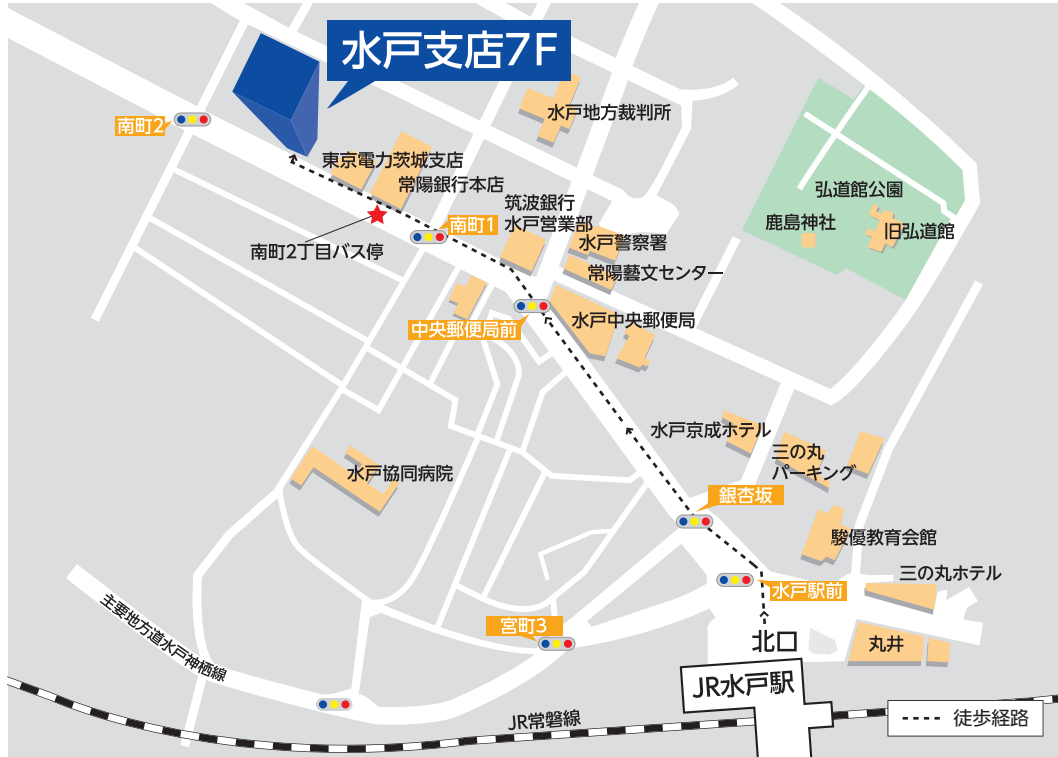 水戸支店7F
南町2
水戸地方裁判所
東京電力茨城支店
常陽銀行本店
弘道館公園
筑波銀行
水戸営業部
南町1
鹿島神社
旧弘道館
南町2丁目バス停
水戸警察署
常陽藝文センター
中央郵便局前
水戸中央郵便局
水戸京成ホテル
三の丸
パーキング
水戸協同病院
銀杏坂
駿優教育会館
三の丸ホテル
水戸駅前
主要地方道水戸神栖線
宮町3
北口
丸井
JR水戸駅
JR常磐線
徒歩経路